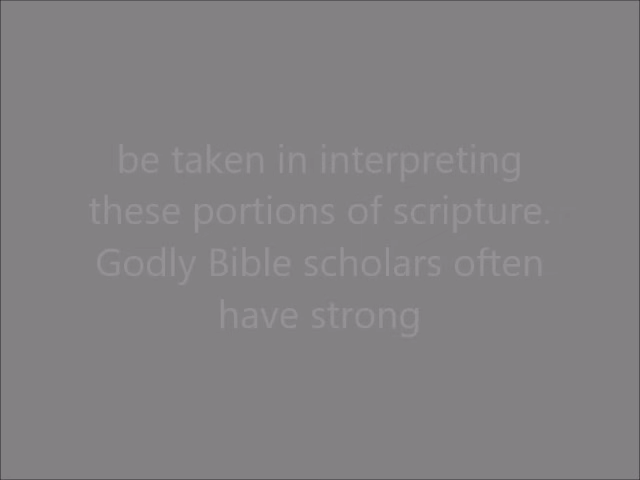 be taken in interpreting
these portions of scripture.
Godly Bible scholars often
have strong